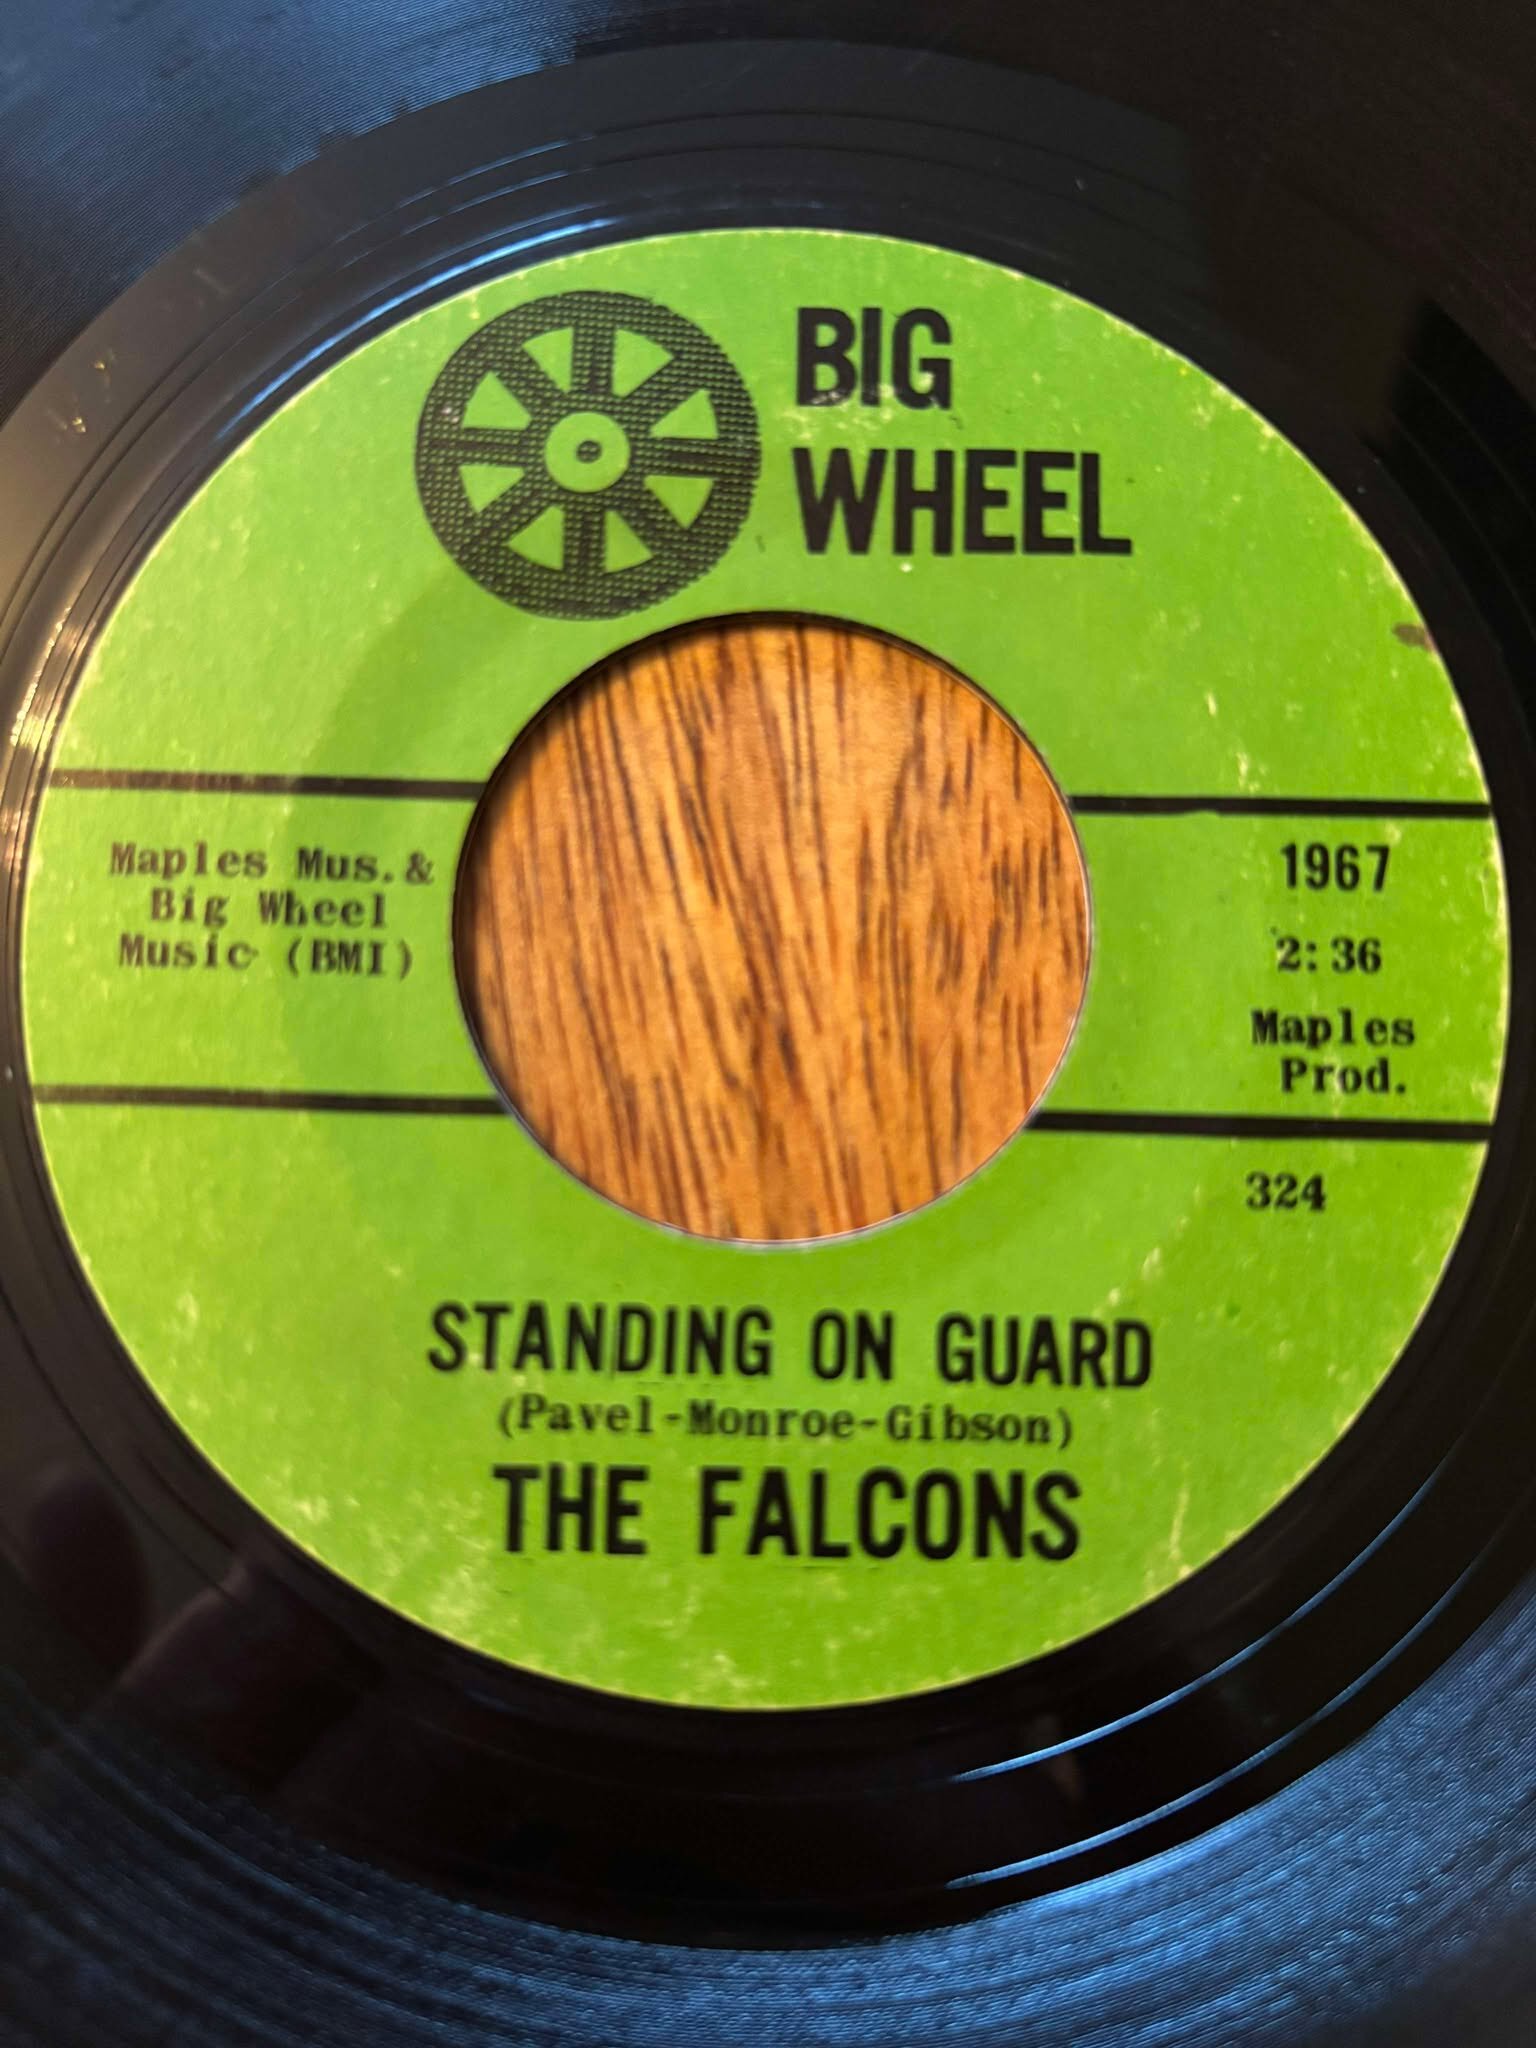 BIG
WHEEL
Maples Mus.&
Big Wheel
Music (BMI)
1967
2:36
Maples
Prod.
324
STANDING ON GUARD
(Pavel-Monroe-Gibson)
THE FALCONS